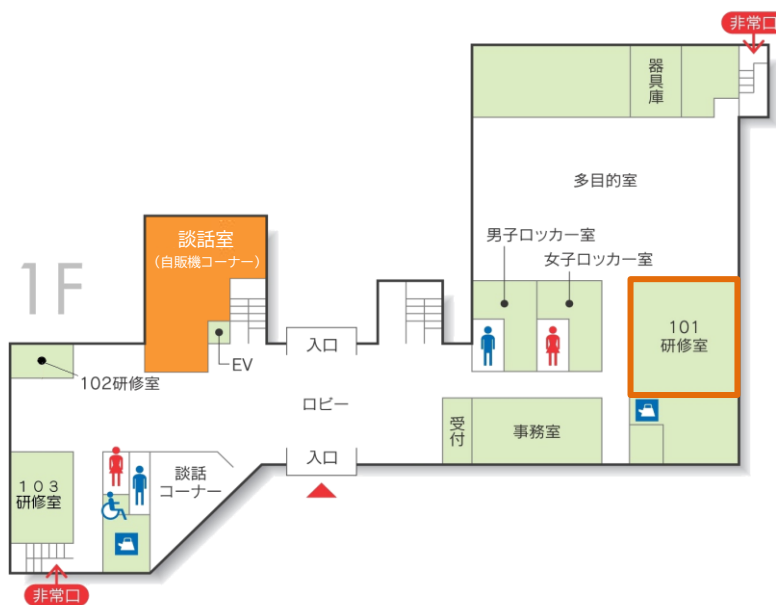 非常口
器
具
庫
多目的室
男子ロッカー室
女子ロッカー室
談話室
（自販機コーナー）
1F
101
研修室
入口
EV
102研修室
ロビー
受
付
事務室
入口
談話
コーナー
１０３
研修室
非常口